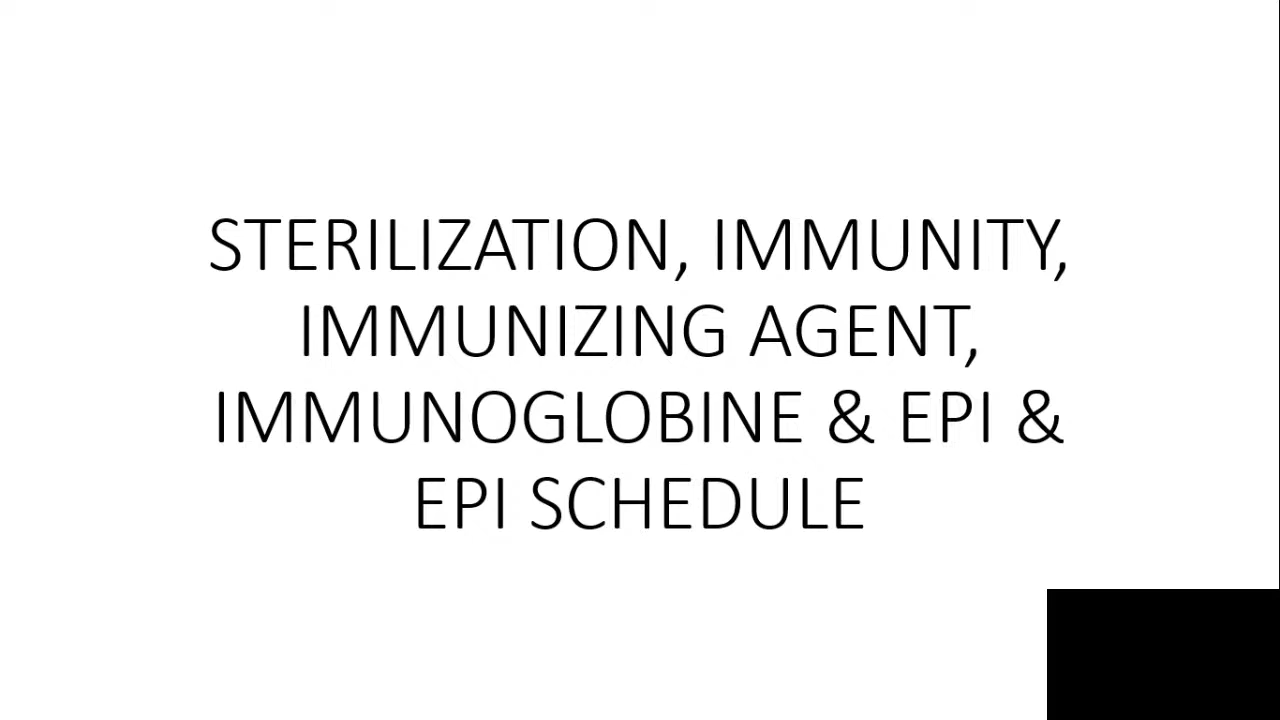 STERILIZATION, IMMUNITY,
IMMUNIZING AGENT,
IMMUNOGLOBINE & EPI &
EPI SCHEDULE